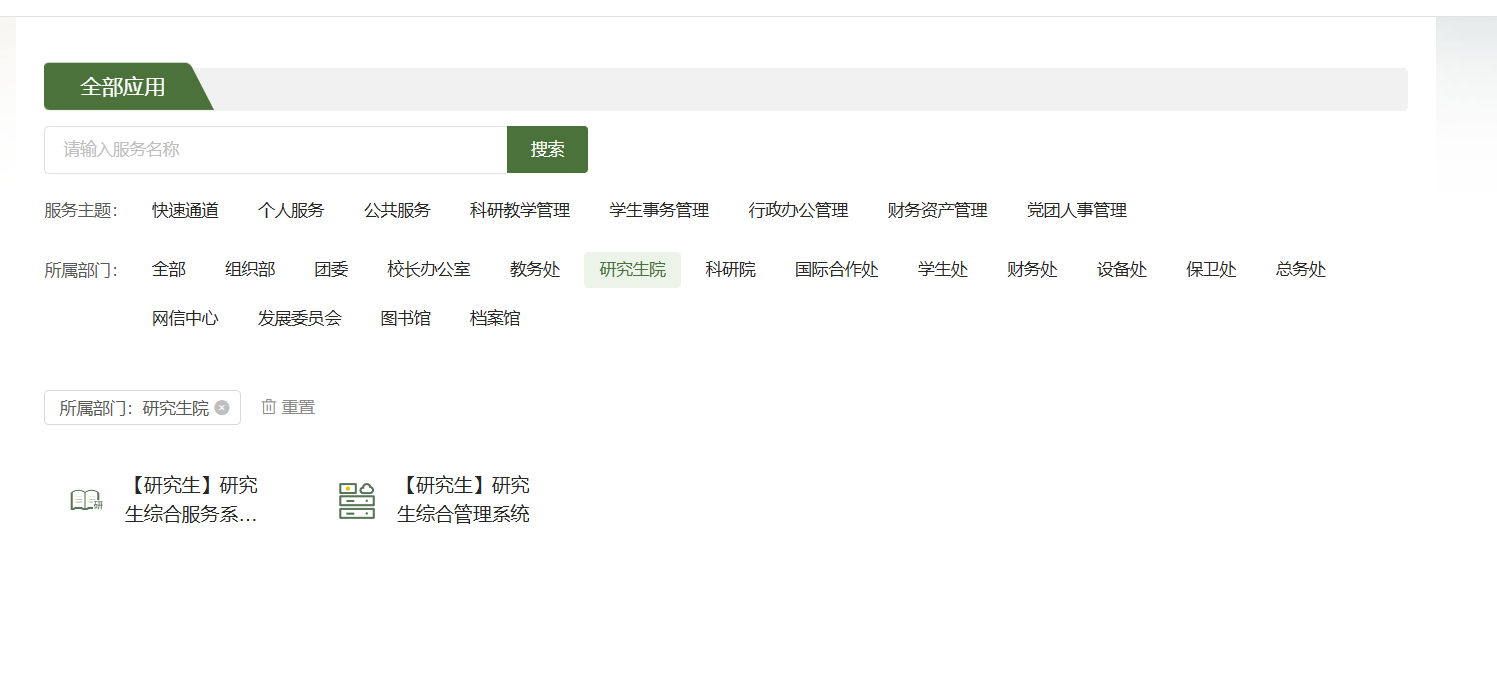 全部应用
请输入服务名称 搜索
服务主题： 快速通道 个人服务 公共服务 科研教学管理 学生事务管理 行政办公管理 财务资产管理 党团人事管理
所属部门： 全部 组织部 团委 校长办公室 教务处 研究生院 科研院 国际合作处 学生处 财务处 设备处 保卫处 总务处
网信中心 发展委员会 图书馆 档案馆
所属部门：研究生院 重置
研
【研究生】研究
生综合服务系...
【研究生】研究
生综合管理系统